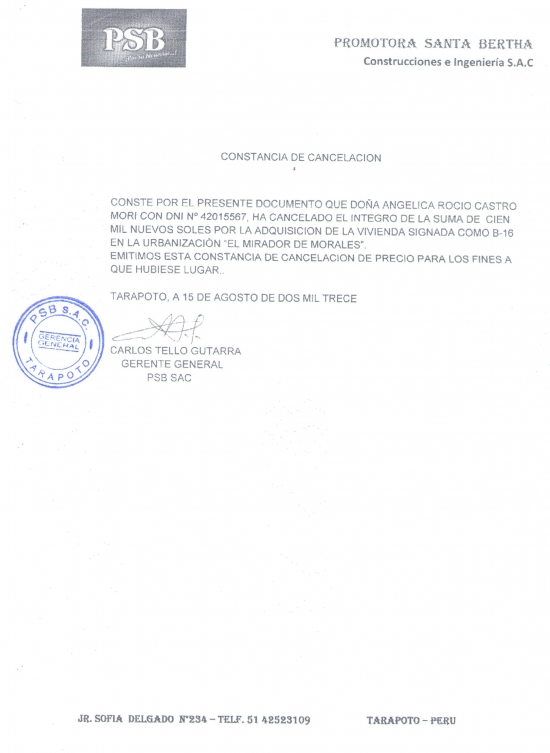 PSB
PROMOTORA SANTA BERTHA
Construcciones e Ingeniería S.A.C
CONSTANCIA DE CANCELACION
CONSTE POR EL PRESENTE DOCUMENTO QUE DOÑA ANGELICA ROCIO CASTRO
MORI CON DNI Nº 42015567, HA CANCELADO EL INTEGRO DE LA SUMA DE CIEN
MIL NUEVOS SOLES POR LA ADQUISICION DE LA VIVIENDA SIGNADA COMO B-16
EN LA URBANIZACIÓN "EL MIRADOR DE MORALES".
EMITIMOS ESTA CONSTANCIA DE CANCELACION DE PRECIO PARA LOS FINES A
QUE HUBIESE LUGAR..
TARAPOTO, A 15 DE AGOSTO DE DOS MIL TRECE
PSB S.A.C.
GERENCIA
GENERAL
TARAPOTO
CARLOS TELLO GUTARRA
GERENTE GENERAL
PSB SAC
JR. SOFIA DELGADO Nº234 – TELF. 51 42523109 TARAPOTO – PERU